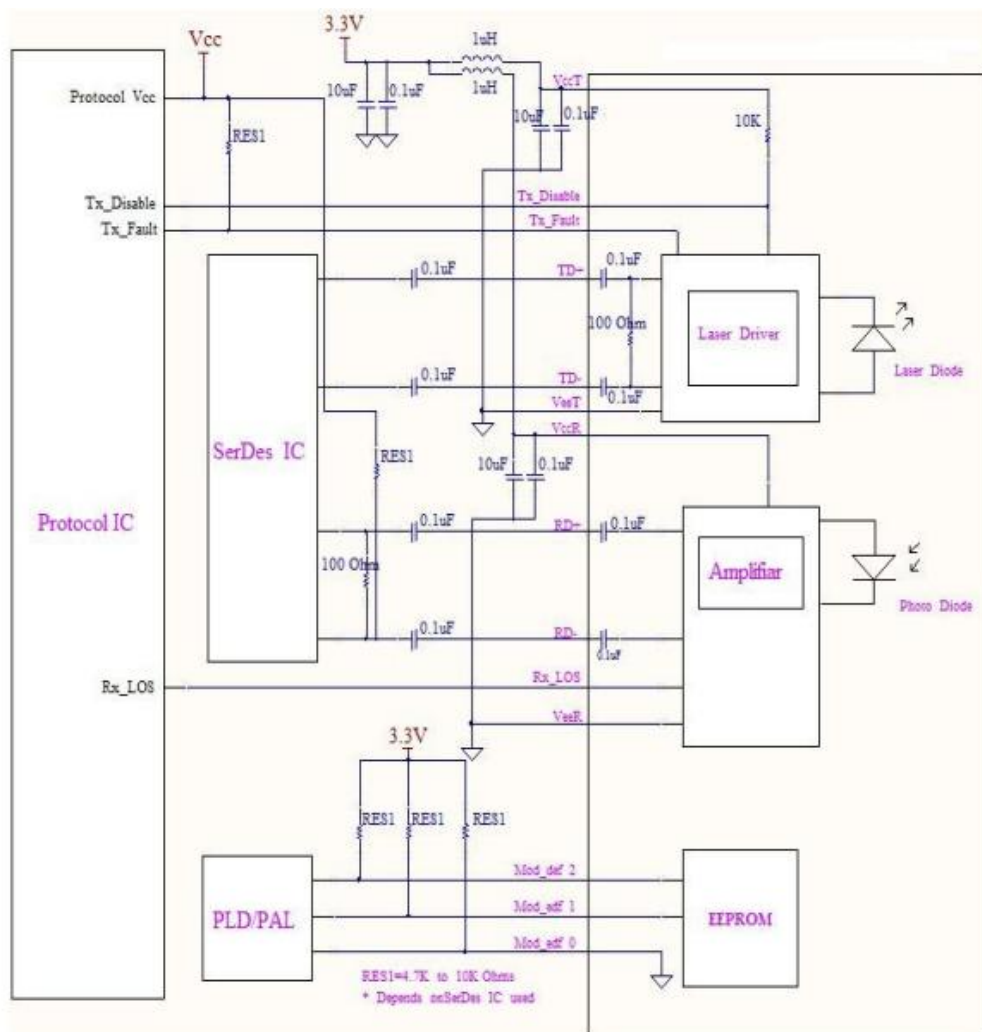 3.3V
1uH
Vcc
1uH
VccT
Protocol Vcc
10uF
0.1uF
10uF
0.1uF
10K
RES1
Tx_Disable
Tx_Disable
Tx_Fault
Tx_Fault
0.1uF
TD+
0.1uF
100 Ohm
Laser Driver
Laser Diode
0.1uF
TD-
0.1uF
VeeT
VccR
SerDes IC
RES1
10uF
0.1uF
Protocol IC
0.1uF
RD+
0.1uF
100 Ohm
Amplifiar
Photo Diode
0.1uF
RD-
0.1uF
Rx_LOS
Rx_LOS
VeeR
3.3V
RES1
RES1
RES1
Mod_def 2
PLD/PAL
Mod_edf 1
EEPROM
Mod_edf 0
RES1=4.7K to 10K Ohms
* Depends onSerDes IC used